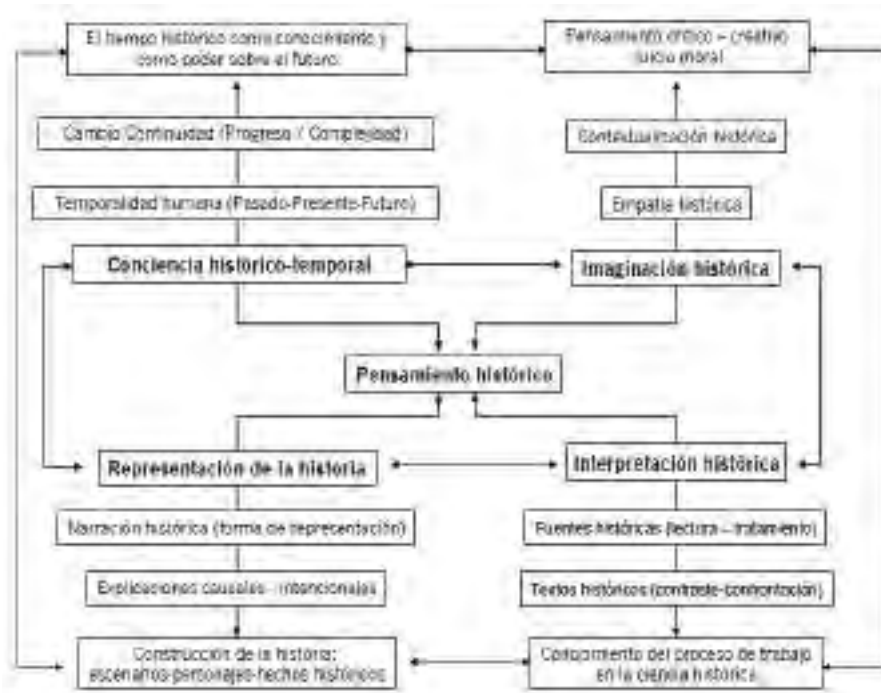 El tiempo histórico como conocimiento y
como poder sobre el futuro.
Pensamiento crítico – creativo
Juicio moral
Cambio Continuidad (Progreso / Complejidad)
Contextualización histórica
Temporalidad humana (Pasado-Presente-Futuro)
Empatía histórica
Conciencia histórico-temporal
Imaginación histórica
Pensamiento histórico
Representación de la historia
Interpretación histórica
Narración histórica (forma de representación)
Fuentes históricas (lectura – tratamiento)
Explicaciones causales - intencionales
Textos históricos (contraste-confrontación)
Construcción de la historia:
escenarios-personajes-hechos históricos
Conocimiento del proceso de trabajo
en la ciencia histórica